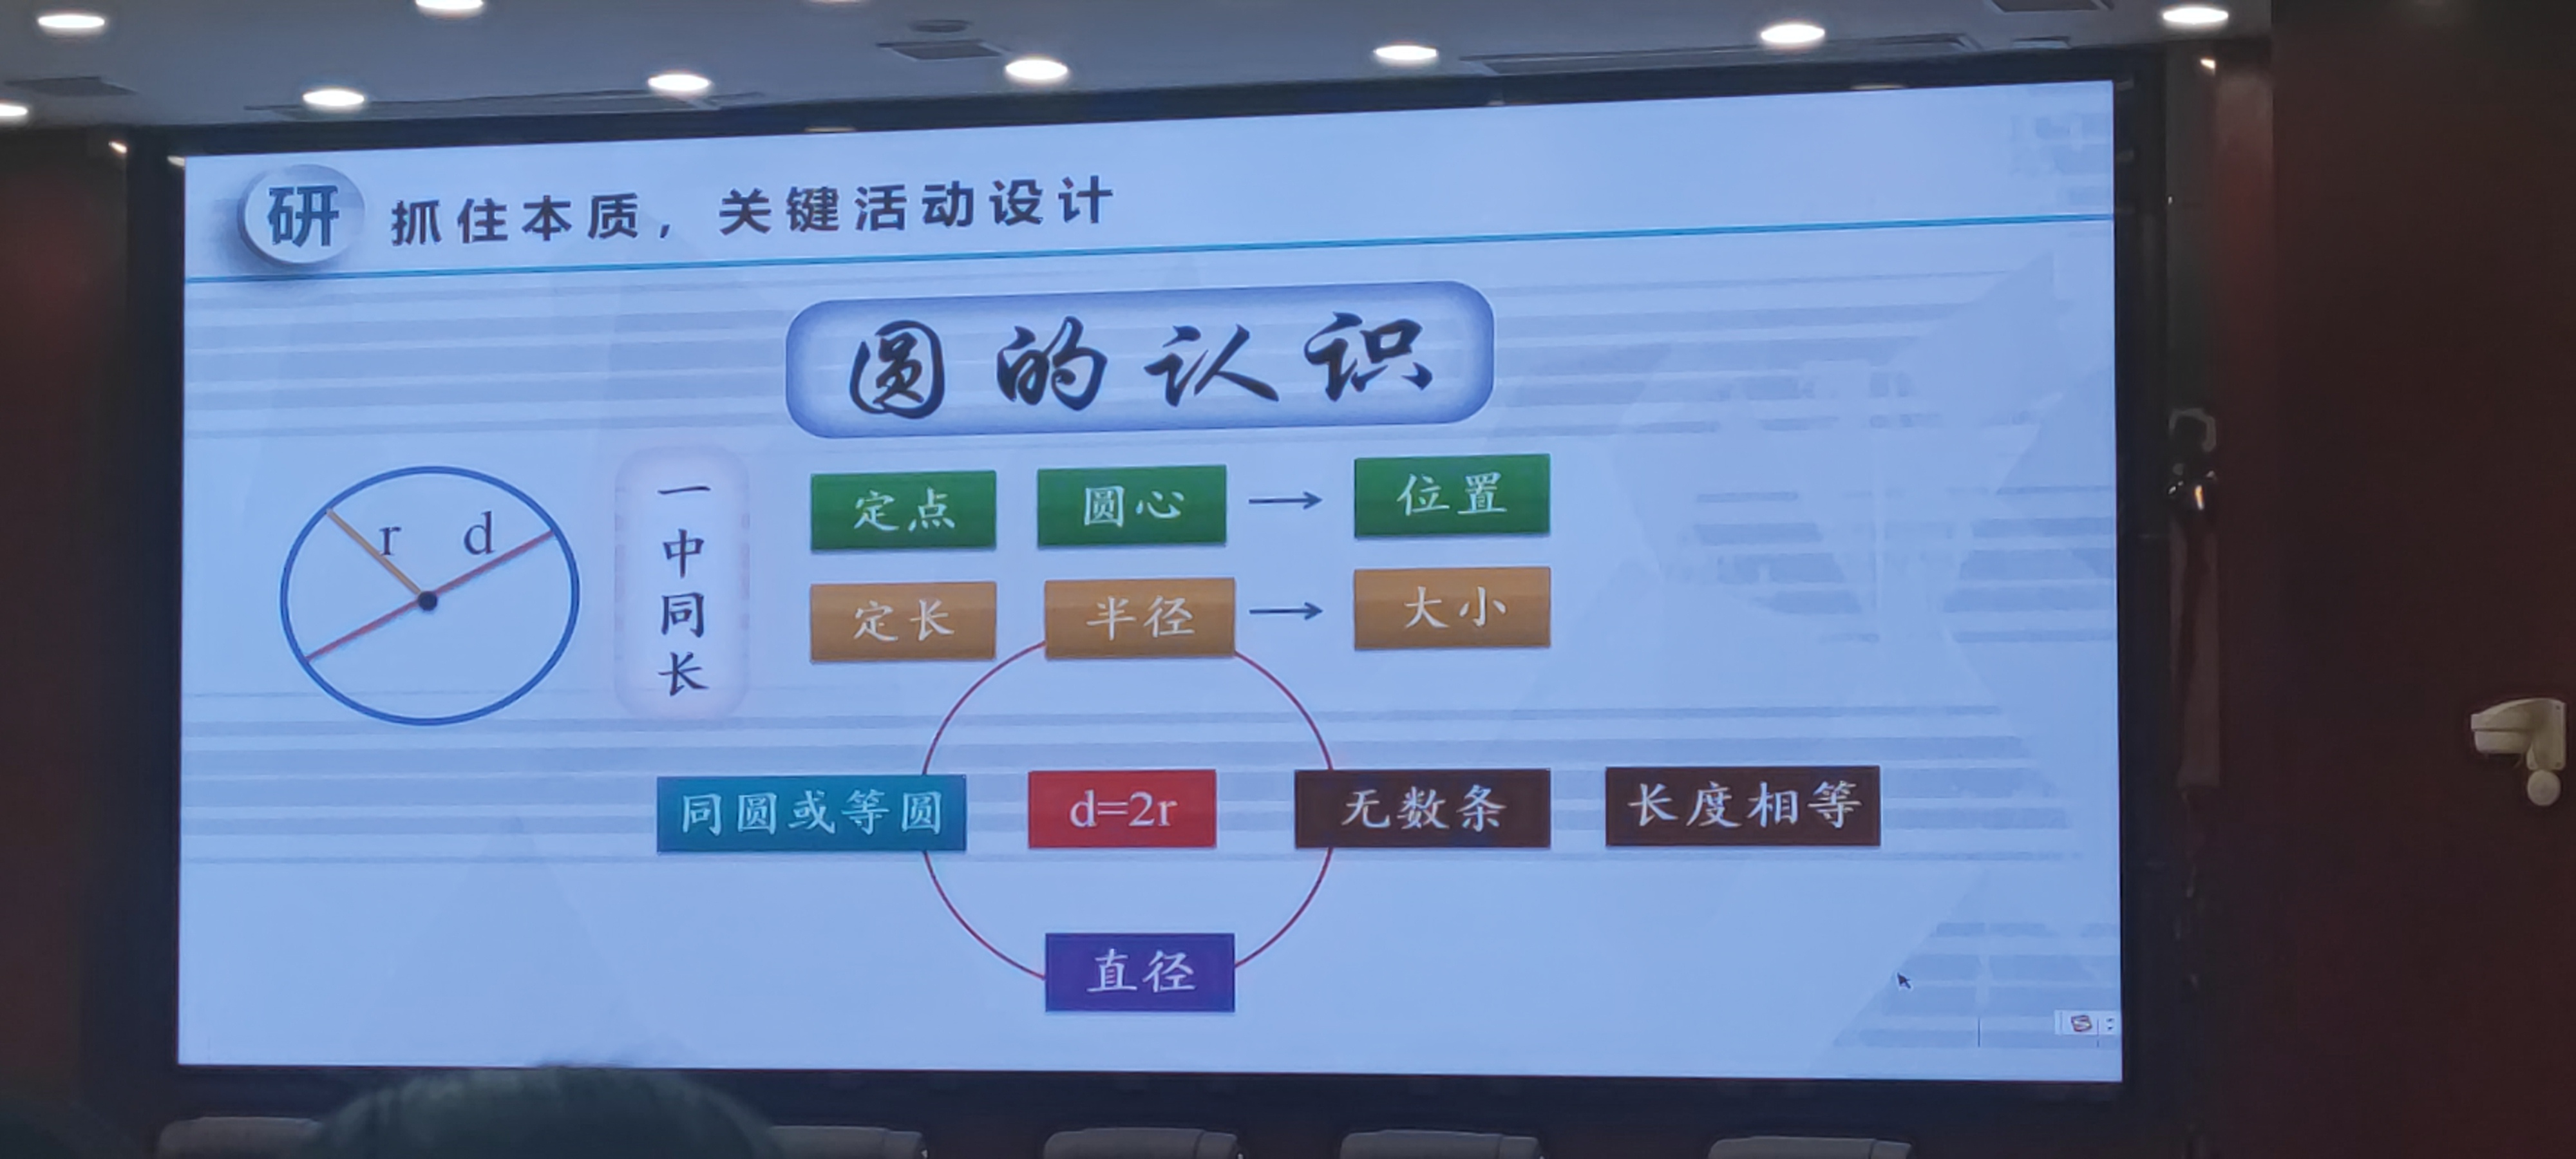 研
抓住本质，关键活动设计
圆的认识
r d
一中同长
定点 圆心 → 位置
定长 半径 → 大小
同圆或等圆 d=2r 无数条 长度相等
直径